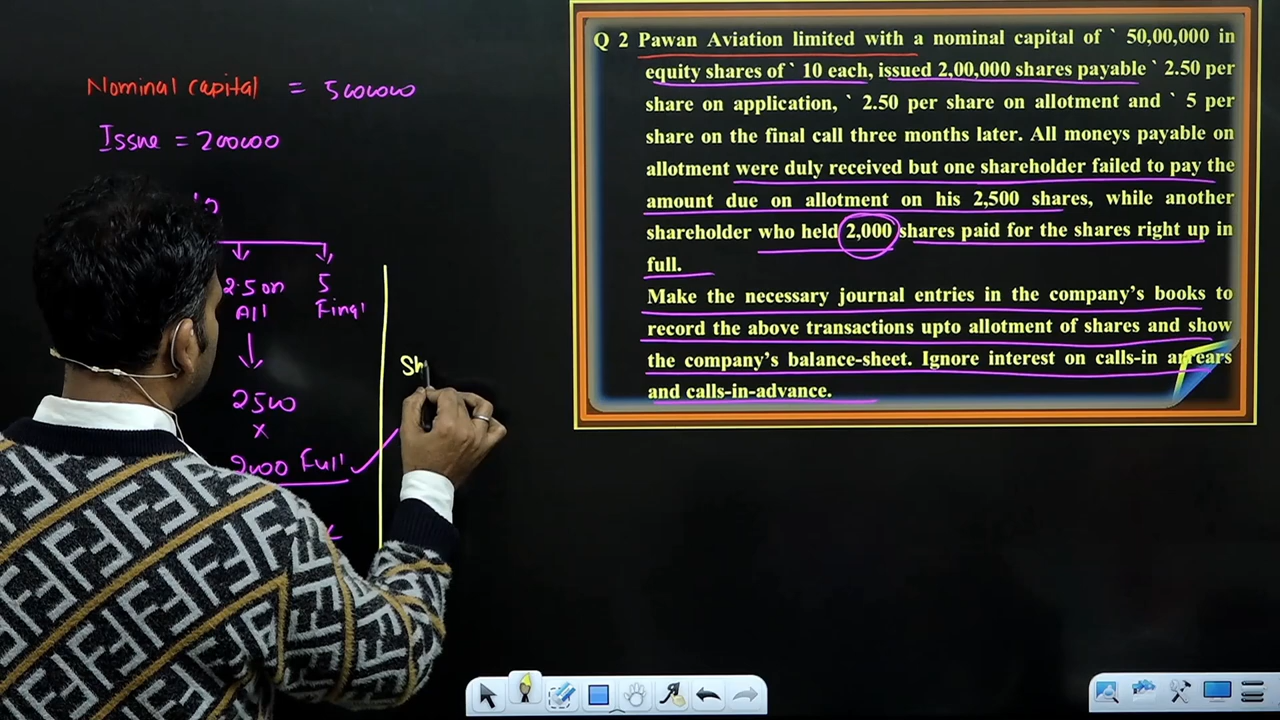 Nominal capital = 5000000
Issue = 200000
10
2.5 on
All
5
Final
2500
x
2000 Full
Sh
Q 2 Pawan Aviation limited with a nominal capital of ` 50,00,000 in
equity shares of ` 10 each, issued 2,00,000 shares payable ` 2.50 per
share on application, ` 2.50 per share on allotment and ` 5 per
share on the final call three months later. All moneys payable on
allotment were duly received but one shareholder failed to pay the
amount due on allotment on his 2,500 shares, while another
shareholder who held 2,000 shares paid for the shares right up in
full.
Make the necessary journal entries in the company's books to
record the above transactions upto allotment of shares and show
the company's balance-sheet. Ignore interest on calls-in arrears
and calls-in-advance.